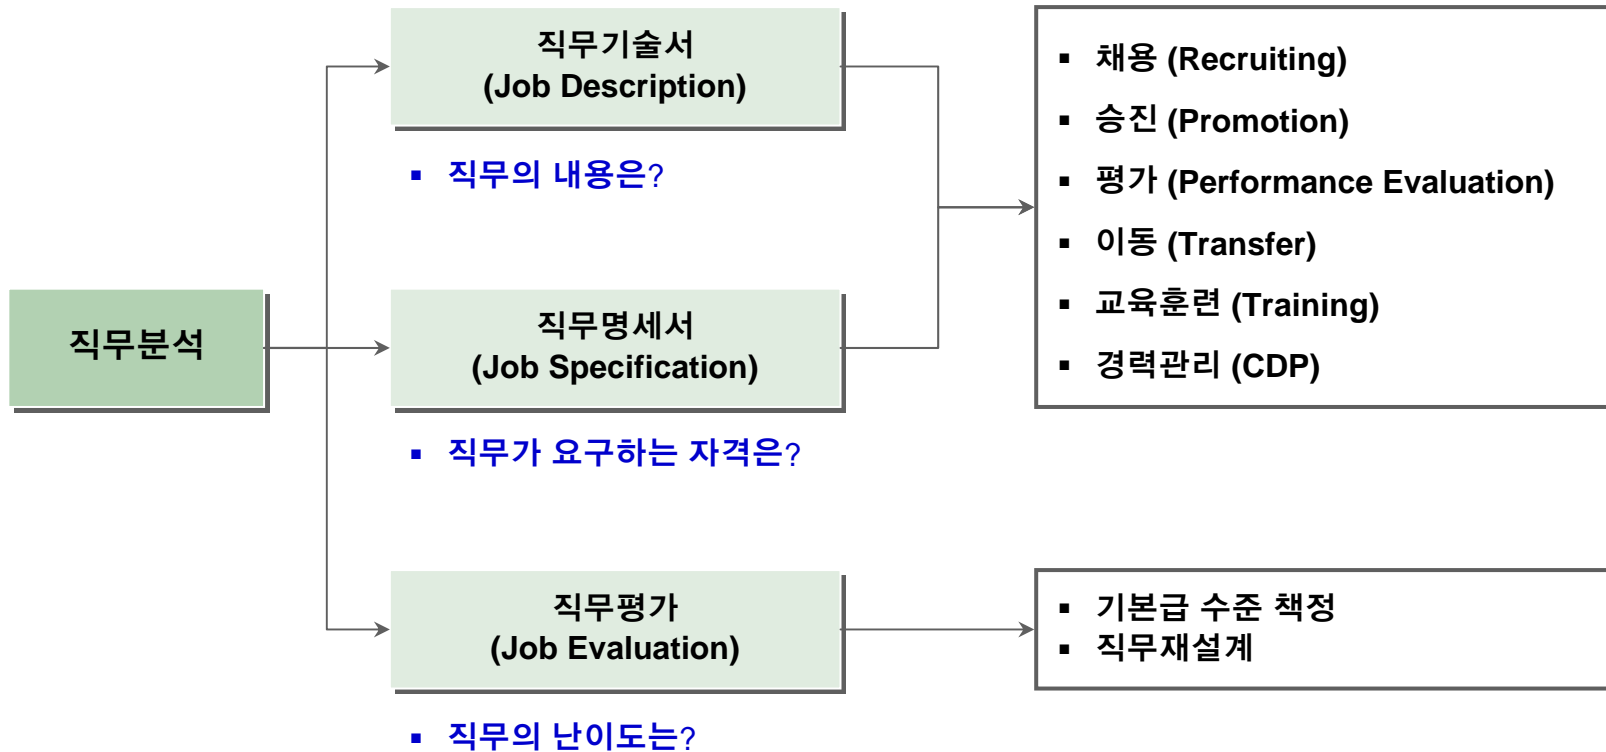 직무분석
직무기술서
(Job Description)
▪ 직무의 내용은?
직무명세서
(Job Specification)
▪ 직무가 요구하는 자격은?
직무평가
(Job Evaluation)
▪ 직무의 난이도는?
▪ 채용 (Recruiting)
▪ 승진 (Promotion)
▪ 평가 (Performance Evaluation)
▪ 이동 (Transfer)
▪ 교육훈련 (Training)
▪ 경력관리 (CDP)
▪ 기본급 수준 책정
▪ 직무재설계